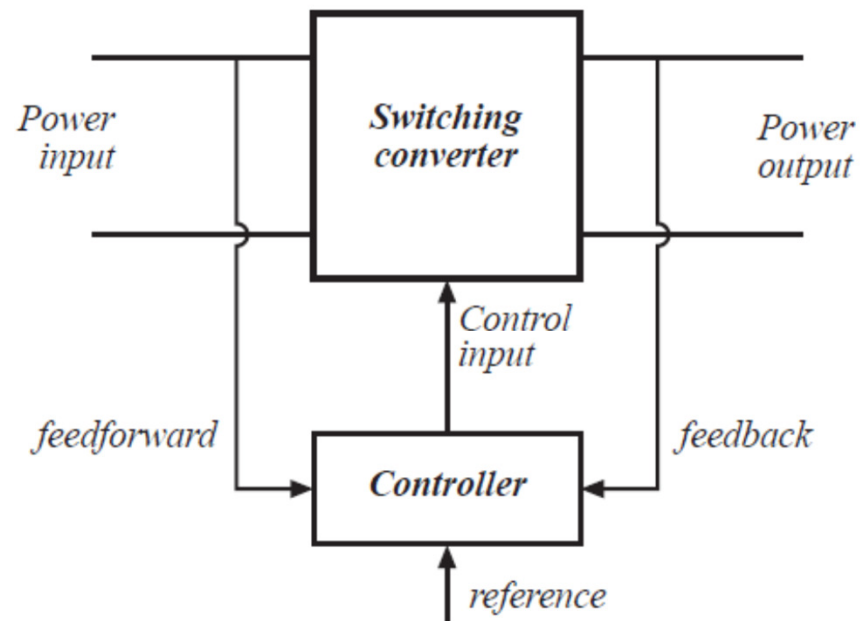 Power
input
Switching
converter
Power
output
Control
input
feedforward
Controller
feedback
reference